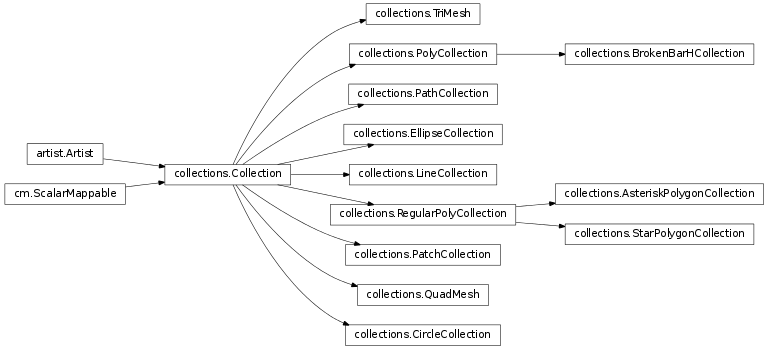 collections.TriMesh
collections.PolyCollection
collections.BrokenBarHCollection
collections.PathCollection
collections.EllipseCollection
artist.Artist
collections.Collection
collections.LineCollection
cm.ScalarMappable
collections.AsteriskPolygonCollection
collections.RegularPolyCollection
collections.StarPolygonCollection
collections.PatchCollection
collections.QuadMesh
collections.CircleCollection